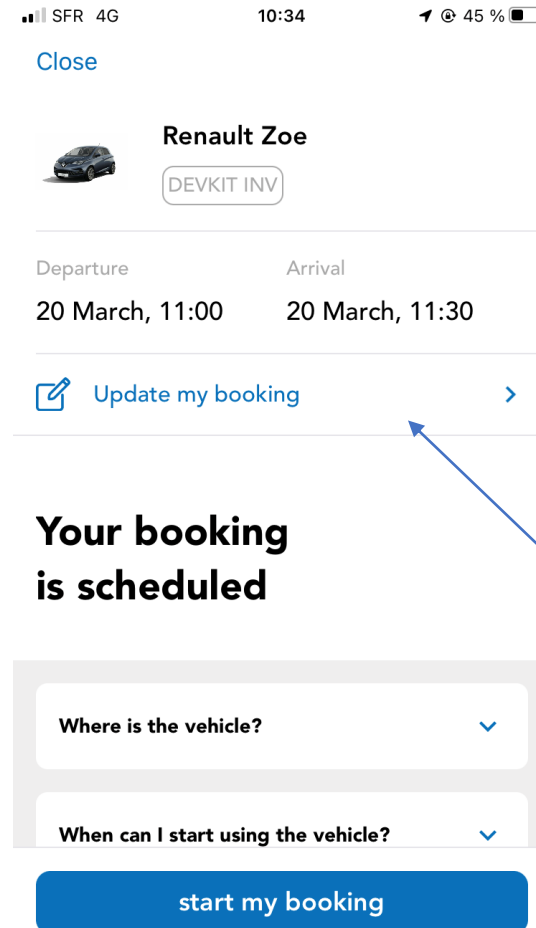 SFR 4G 10:34 45 %
Close
Renault Zoe
DEVKIT INV
Departure Arrival
20 March, 11:00 20 March, 11:30
Update my booking
Your booking
is scheduled
Where is the vehicle?
When can I start using the vehicle?
start my booking